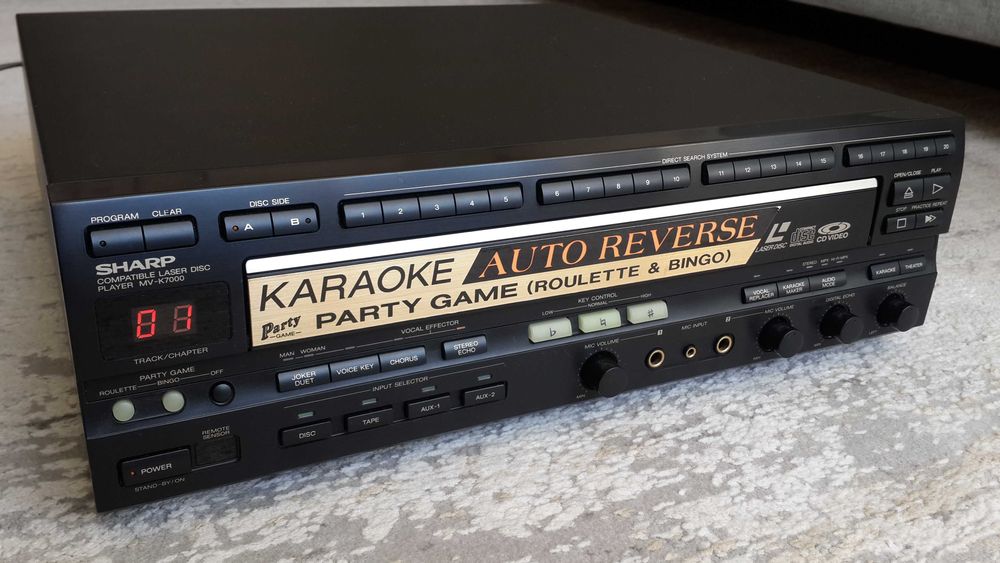 DIRECT SEARCH SYSTEM
PROGRAM CLEAR
DISC SIDE
A B
1 2 3 4 5
6 7 8 9 10
11 12 13 14 15
16 17 18 19 20
OPEN/CLOSE PLAY
STOP PRACTICE REPEAT
SHARP
COMPATIBLE LASER DISC
PLAYER MV-K7000
01
TRACK/CHAPTER
KARAOKE AUTO REVERSE
Party
GAME
PARTY GAME (ROULETTE & BINGO)
LASERDISC
disc
DIGITAL AUDIO
CD VIDEO
PARTY GAME
ROULETTE BINGO OFF
MAN WOMAN
VOCAL EFFECTOR
JOKER
DUET
VOICE KEY
CHORUS
STEREO
ECHO
KEY CONTROL
LOW NORMAL HIGH
♭ ♮ ♯
VOCAL
REPLACER
KARAOKE
MAKER
AUDIO
MODE
KARAOKE THEATER
INPUT SELECTOR
DISC TAPE AUX-1 AUX-2
MIC VOLUME
MIN
MIC INPUT
MIC VOLUME
DIGITAL ECHO
BALANCE
LEFT
REMOTE
SENSOR
POWER
STAND-BY/ON